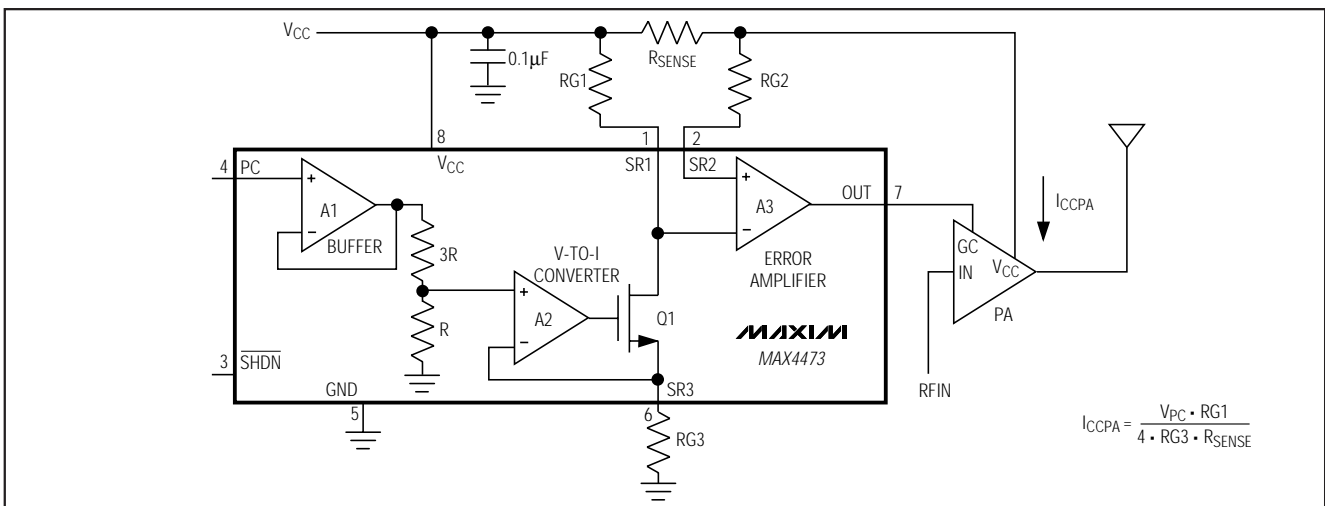 VCC
0.1µF
RSENSE
RG1
RG2
8
VCC
1
SR1
2
SR2
4
PC
+
A1
−
BUFFER
3R
R
V-TO-I
CONVERTER
+
A2
−
Q1
+
A3
−
ERROR
AMPLIFIER
OUT
7
MAXIM
MAX4473
3
SHDN
GND
5
SR3
6
RG3
ICCPA
GC
IN
VCC
PA
RFIN
ICCPA = VPC • RG1
4 • RG3 • RSENSE